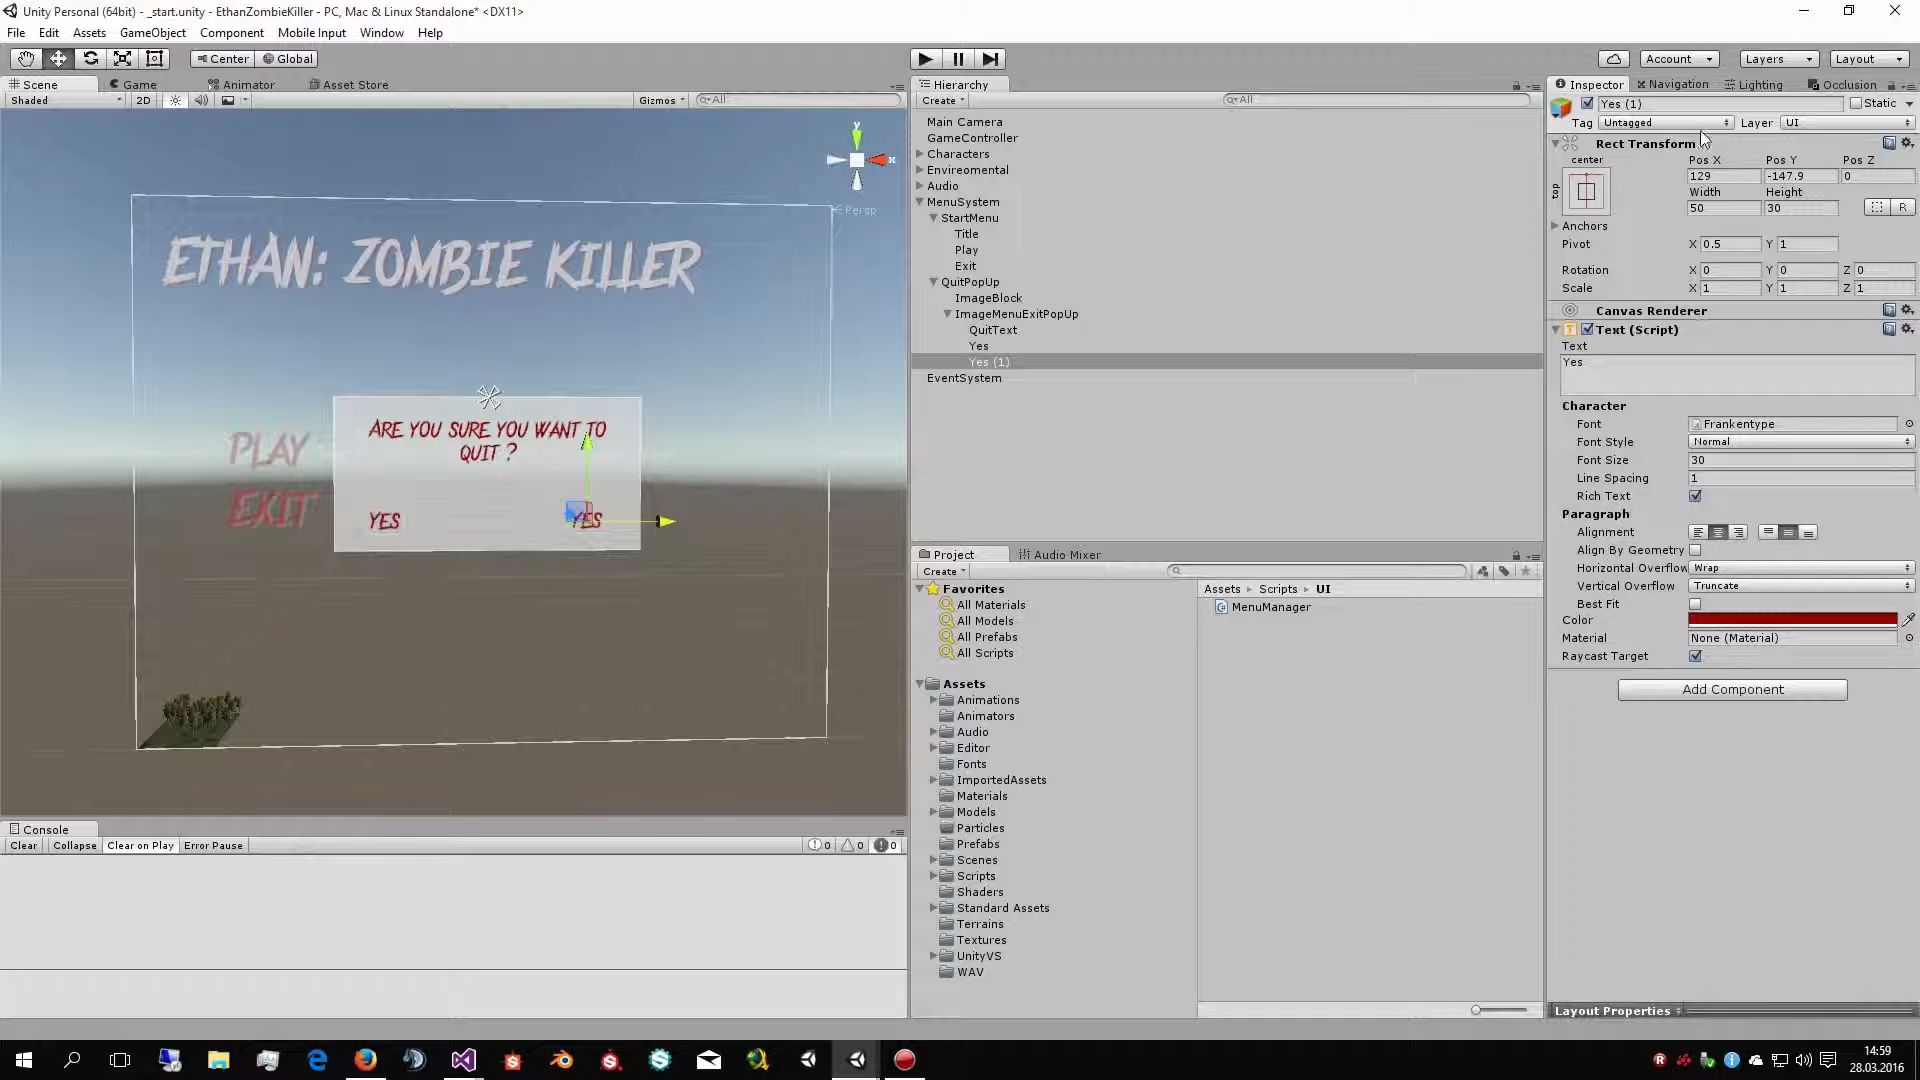 Unity Personal (64bit) - _start.unity - EthanZombieKiller - PC, Mac & Linux Standalone* <DX11>
File Edit Assets GameObject Component Mobile Input Window Help
Center Global Account Layers Layout
Scene Game Animator Asset Store
Shaded 2D Gizmos All
y
x
Persp
ETHAN: ZOMBIE KILLER
PLAY
EXIT
ARE YOU SURE YOU WANT TO
QUIT ?
YES YES
Console
Clear Collapse Clear on Play Error Pause 0 0 0
Hierarchy
Create All
Main Camera
GameController
Characters
Enviromental
Audio
MenuSystem
StartMenu
Title
Play
Exit
QuitPopUp
ImageBlock
ImageMenuExitPopUp
QuitText
Yes
Yes (1)
EventSystem
Project Audio Mixer
Create
Favorites
All Materials
All Models
All Prefabs
All Scripts
Assets
Animations
Animators
Audio
Editor
Fonts
ImportedAssets
Materials
Models
Particles
Prefabs
Scenes
Scripts
Shaders
Standard Assets
Terrains
Textures
UnityVS
WAV
Assets Scripts UI
MenuManager
Inspector Navigation Lighting Occlusion
Yes (1) Static
Tag Untagged Layer UI
Rect Transform
center
top
Pos X Pos Y Pos Z
129 -147.9 0
Width Height
50 30
R
Anchors
Pivot X 0.5 Y 1
Rotation X 0 Y 0 Z 0
Scale X 1 Y 1 Z 1
Canvas Renderer
Text (Script)
Text
Yes
Character
Font Frankentype
Font Style Normal
Font Size 30
Line Spacing 1
Rich Text
Paragraph
Alignment
Align By Geometry
Horizontal Overflow Wrap
Vertical Overflow Truncate
Best Fit
Color
Material None (Material)
Raycast Target
Add Component
Layout Properties
14:59
28.03.2016